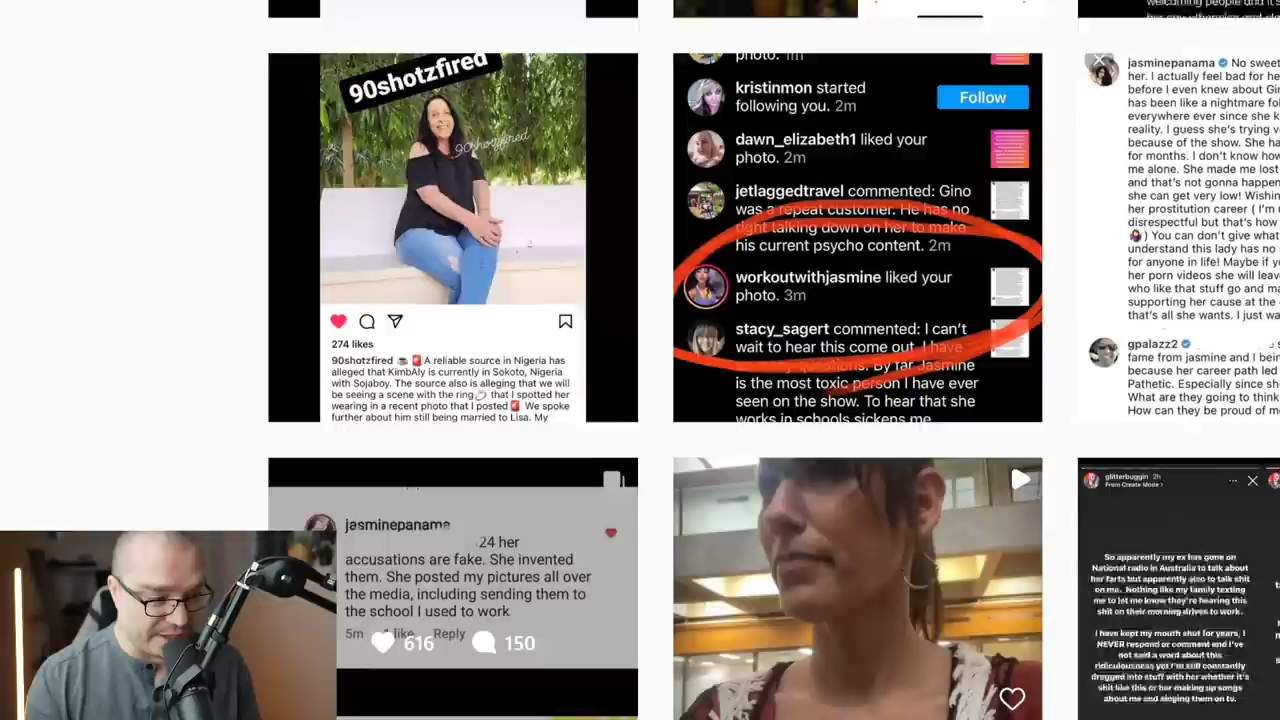 welcoming people and it's
90shotzfired
90shotzfired
274 likes
90shotzfired ☕🚨 A reliable source in Nigeria has
alleged that KimbAly is currently in Sokoto, Nigeria
with Sojaboy. The source also is alleging that we will
be seeing a scene with the ring💍 that I spotted her
wearing in a recent photo that I posted🚨 We spoke
further about him still being married to Lisa. My
photo. 1m
kristinmon started
following you. 2m
Follow
dawn_elizabeth1 liked your
photo. 2m
jetlaggedtravel commented: Gino
was a repeat customer. He has no
right talking down on her to make
his current psycho content. 2m
workoutwithjasmine liked your
photo. 3m
stacy_sagert commented: I can't
wait to hear this come out. I have
questions. By far Jasmine
is the most toxic person I have ever
seen on the show. To hear that she
works in schools sickens me
jasminepanama No swee
her. I actually feel bad for he
before I even knew about Gin
has been like a nightmare fo
everywhere ever since she k
reality. I guess she's trying v
because of the show. She ha
for months. I don't know how
me alone. She made me lost
and that's not gonna happen
she can get very low! Wishin
her prostitution career ( I'm r
disrespectful but that's how
) You can don't give what
understand this lady has no
for anyone in life! Maybe if yo
her porn videos she will leave
who like that stuff go and ma
supporting her cause at the
that's all she wants. I just wa
gpalazz2 s
fame from jasmine and I bein
because her career path led
Pathetic. Especially since sh
What are they going to think
How can they be proud of m
jasminepanama
24 her
accusations are fake. She invented
them. She posted my pictures all over
the media, including sending them to
the school I used to work
5m 1 like Reply
616 150
glitterbuggin 2h
From Create Mode >
So apparently my ex has gone on
National radio in Australia to talk about
her farts but apparently also to talk shit
on me. Nothing like my family texting
me to let me know they're hearing this
shit on their morning drives to work.
I have kept my mouth shut for years, I
NEVER respond or comment and I've
not said a word about this
ridiculousness yet I'm still constantly
dragged into stuff with her whether it's
shit like this or her making up songs
about me and singing them on tv.